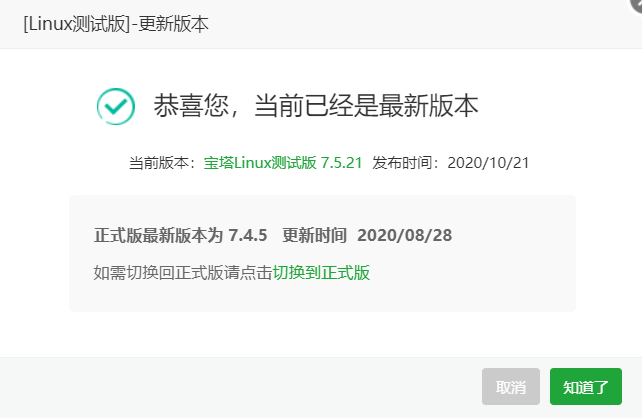 [Linux测试版]-更新版本
恭喜您，当前已经是最新版本
当前版本：宝塔Linux测试版 7.5.21 发布时间：2020/10/21
正式版最新版本为 7.4.5 更新时间 2020/08/28
如需切换回正式版请点击切换到正式版
取消 知道了